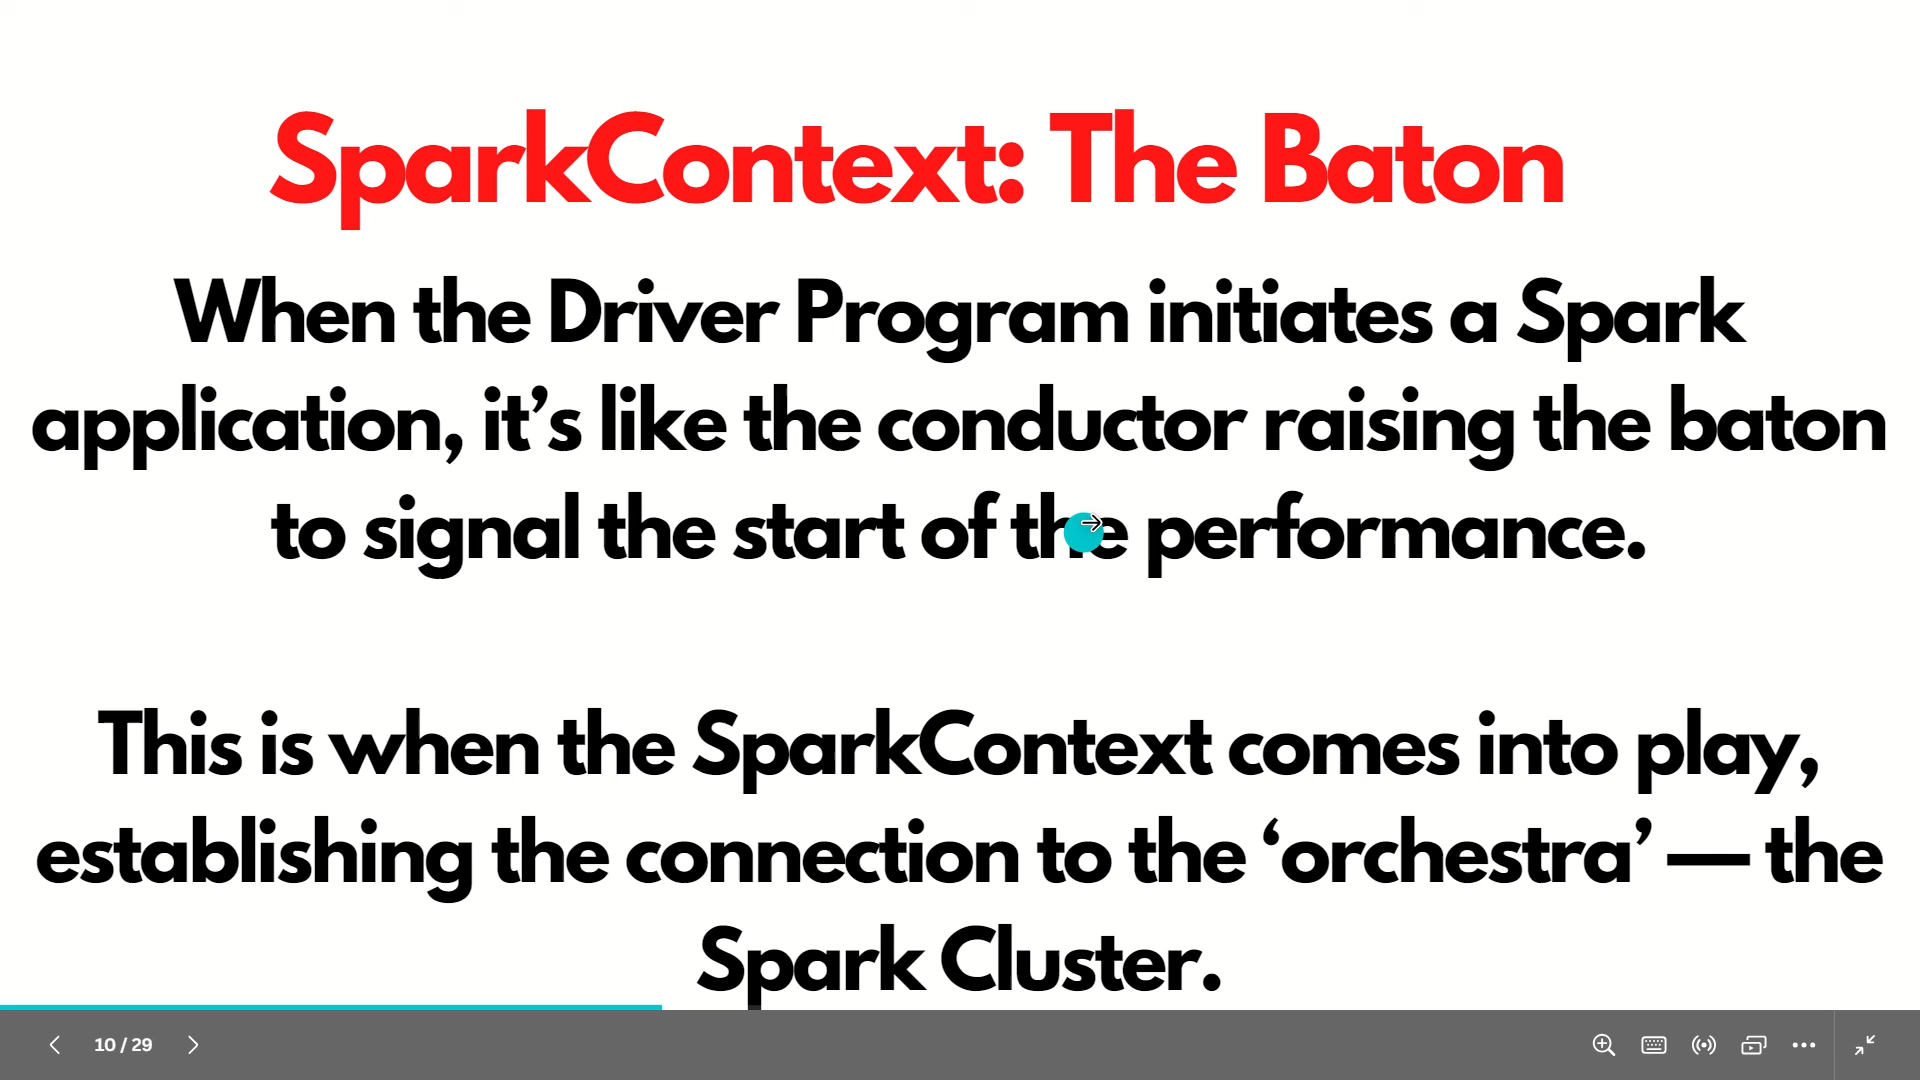 SparkContext: The Baton
When the Driver Program initiates a Spark
application, it’s like the conductor raising the baton
to signal the start of the performance.
This is when the SparkContext comes into play,
establishing the connection to the ‘orchestra’ — the
Spark Cluster.
10 / 29